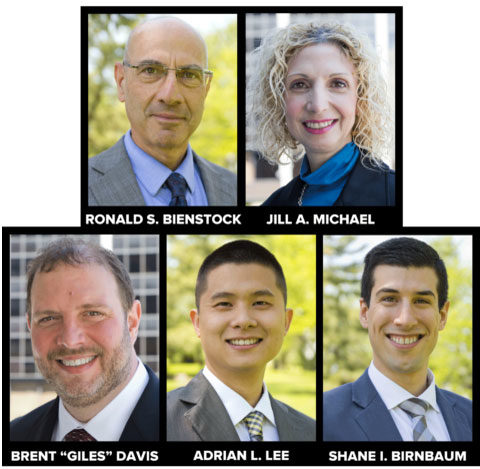 RONALD S. BIENSTOCK
JILL A. MICHAEL
BRENT “GILES” DAVIS
ADRIAN L. LEE
SHANE I. BIRNBAUM